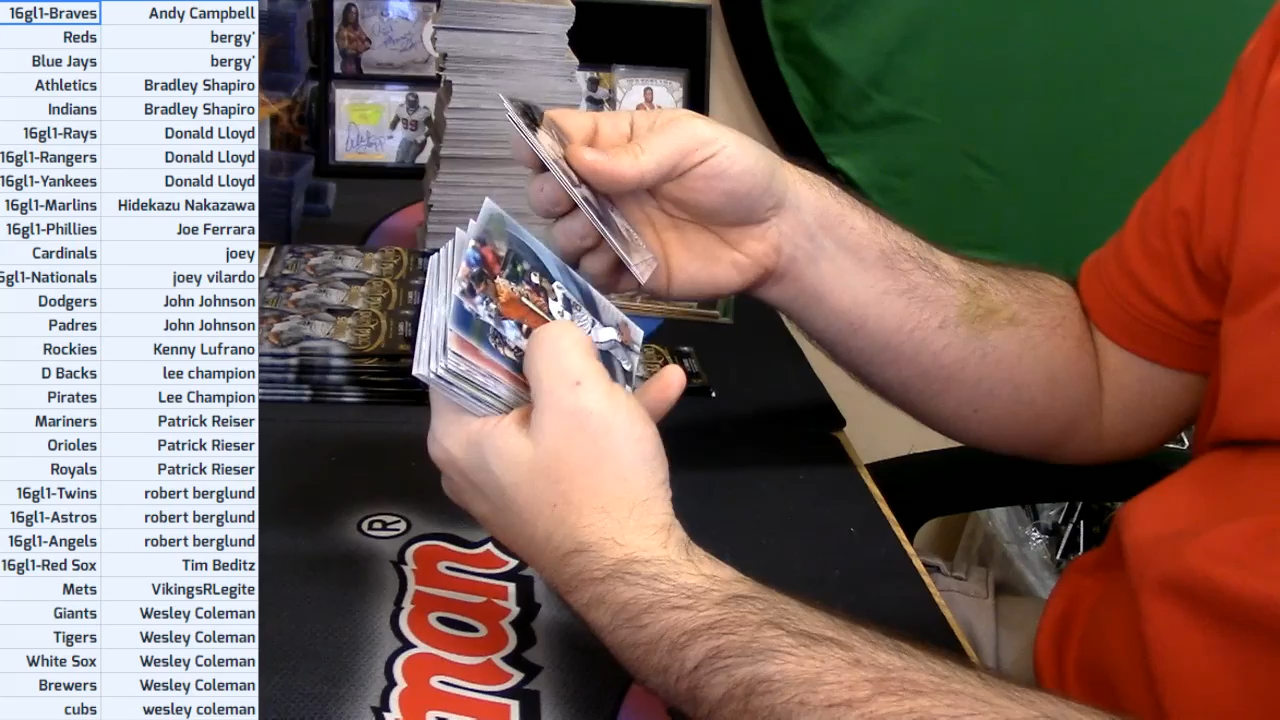 16gl1-Braves Andy Campbell
Reds bergy'
Blue Jays bergy'
Athletics Bradley Shapiro
Indians Bradley Shapiro
16gl1-Rays Donald Lloyd
16gl1-Rangers Donald Lloyd
16gl1-Yankees Donald Lloyd
16gl1-Marlins Hidekazu Nakazawa
16gl1-Phillies Joe Ferrara
Cardinals joey
6gl1-Nationals joey vilardo
Dodgers John Johnson
Padres John Johnson
Rockies Kenny Lufrano
D Backs lee champion
Pirates Lee Champion
Mariners Patrick Reiser
Orioles Patrick Rieser
Royals Patrick Rieser
16gl1-Twins robert berglund
16gl1-Astros robert berglund
16gl1-Angels robert berglund
16gl1-Red Sox Tim Beditz
Mets VikingsRLegite
Giants Wesley Coleman
Tigers Wesley Coleman
White Sox Wesley Coleman
Brewers Wesley Coleman
cubs wesley coleman
99
man
®